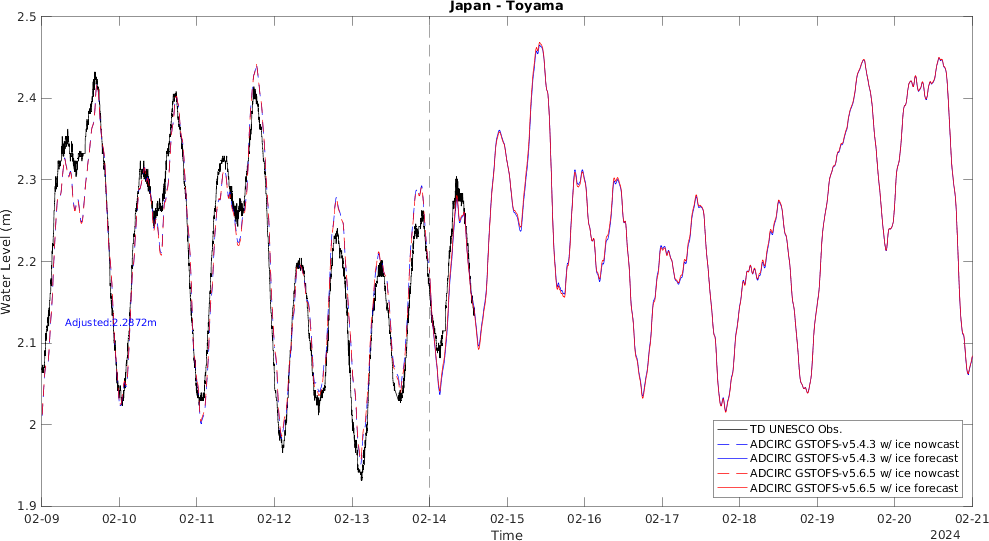 Japan - Toyama
2.5
2.4
2.3
2.2
2.1
2
1.9
Water Level (m)
Adjusted:2.2872m
TD UNESCO Obs.
ADCIRC GSTOFS-v5.4.3 w/ ice nowcast
ADCIRC GSTOFS-v5.4.3 w/ ice forecast
ADCIRC GSTOFS-v5.6.5 w/ ice nowcast
ADCIRC GSTOFS-v5.6.5 w/ ice forecast
02-09 02-10 02-11 02-12 02-13 02-14 02-15 02-16 02-17 02-18 02-19 02-20 02-21
Time
2024